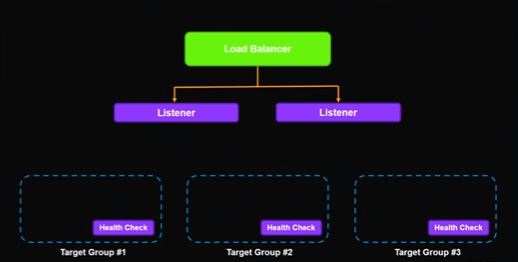 Load Balancer
Listener
Listener
Health Check
Health Check
Health Check
Target Group #1
Target Group #2
Target Group #3